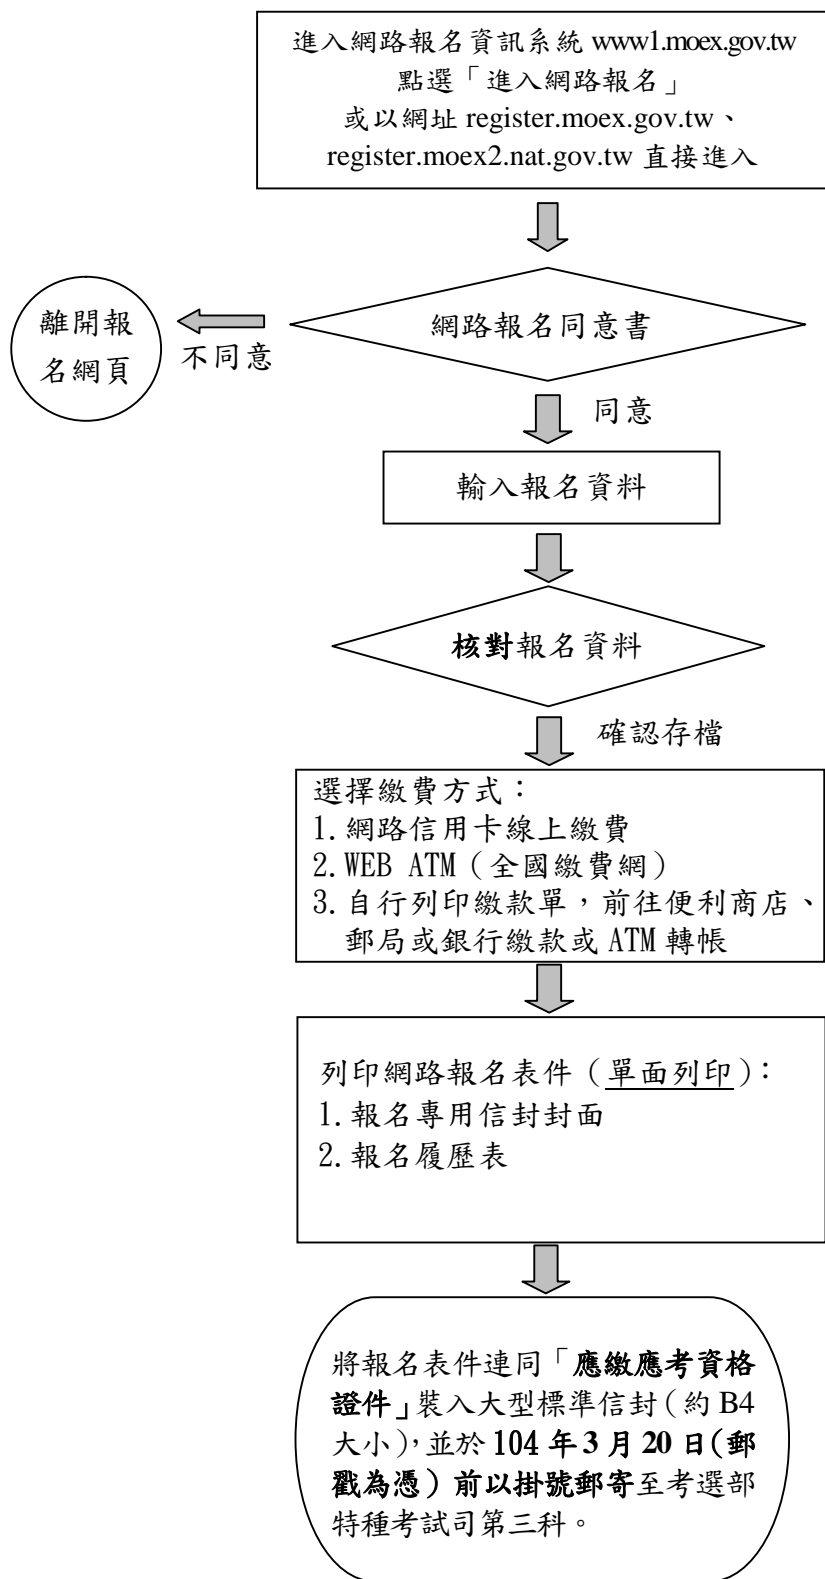 進入網路報名資訊系統 www1.moex.gov.tw
點選「進入網路報名」
或以網址 register.moex.gov.tw、
register.moex2.nat.gov.tw 直接進入
網路報名同意書
不同意
離開報
名網頁
同意
輸入報名資料
核對報名資料
確認存檔
選擇繳費方式：
1.網路信用卡線上繳費
2.WEB ATM（全國繳費網）
3.自行列印繳款單，前往便利商店、
郵局或銀行繳款或 ATM 轉帳
列印網路報名表件（單面列印）：
1.報名專用信封封面
2.報名履歷表
將報名表件連同「應繳應考資格
證件」裝入大型標準信封（約 B4
大小），並於 104 年 3 月 20 日（郵
戳為憑）前以掛號郵寄至考選部
特種考試司第三科。